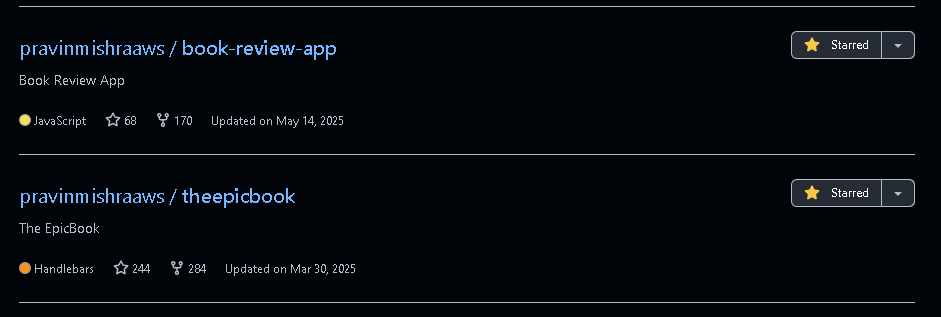 pravinmishraaws / book-review-app
Starred
Book Review App
JavaScript 68 170 Updated on May 14, 2025
pravinmishraaws / theepicbook
Starred
The EpicBook
Handlebars 244 284 Updated on Mar 30, 2025